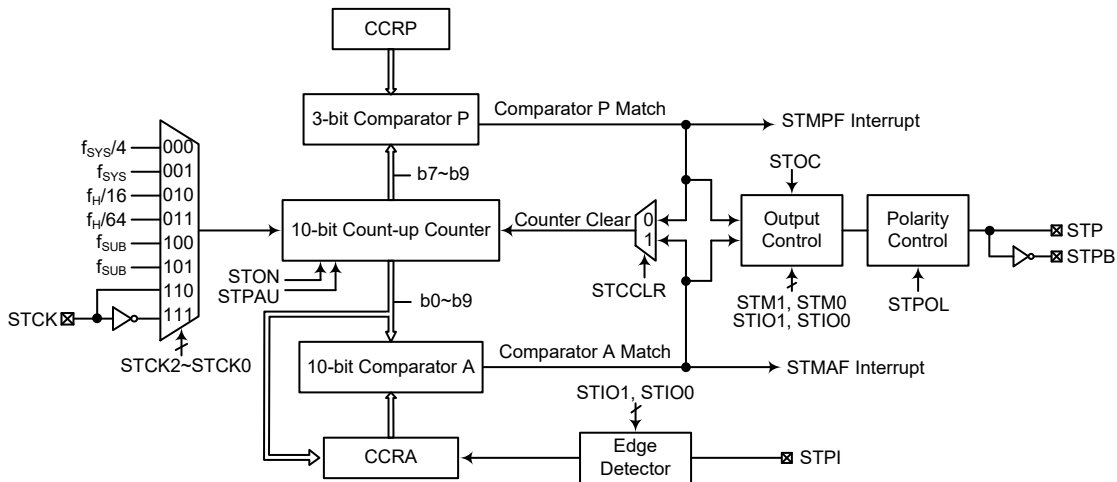 CCRP
3-bit Comparator P
Comparator P Match
STMPF Interrupt
b7~b9
fSYS/4
000
fSYS
001
fH/16
010
fH/64
011
fSUB
100
fSUB
101
110
111
STCK
STCK2~STCK0
10-bit Count-up Counter
Counter Clear
0
1
STCCLR
STON
STPAU
STOC
Output
Control
STM1, STM0
STIO1, STIO0
Polarity
Control
STPOL
STP
STPB
b0~b9
10-bit Comparator A
Comparator A Match
STMAF Interrupt
STIO1, STIO0
CCRA
Edge
Detector
STPI